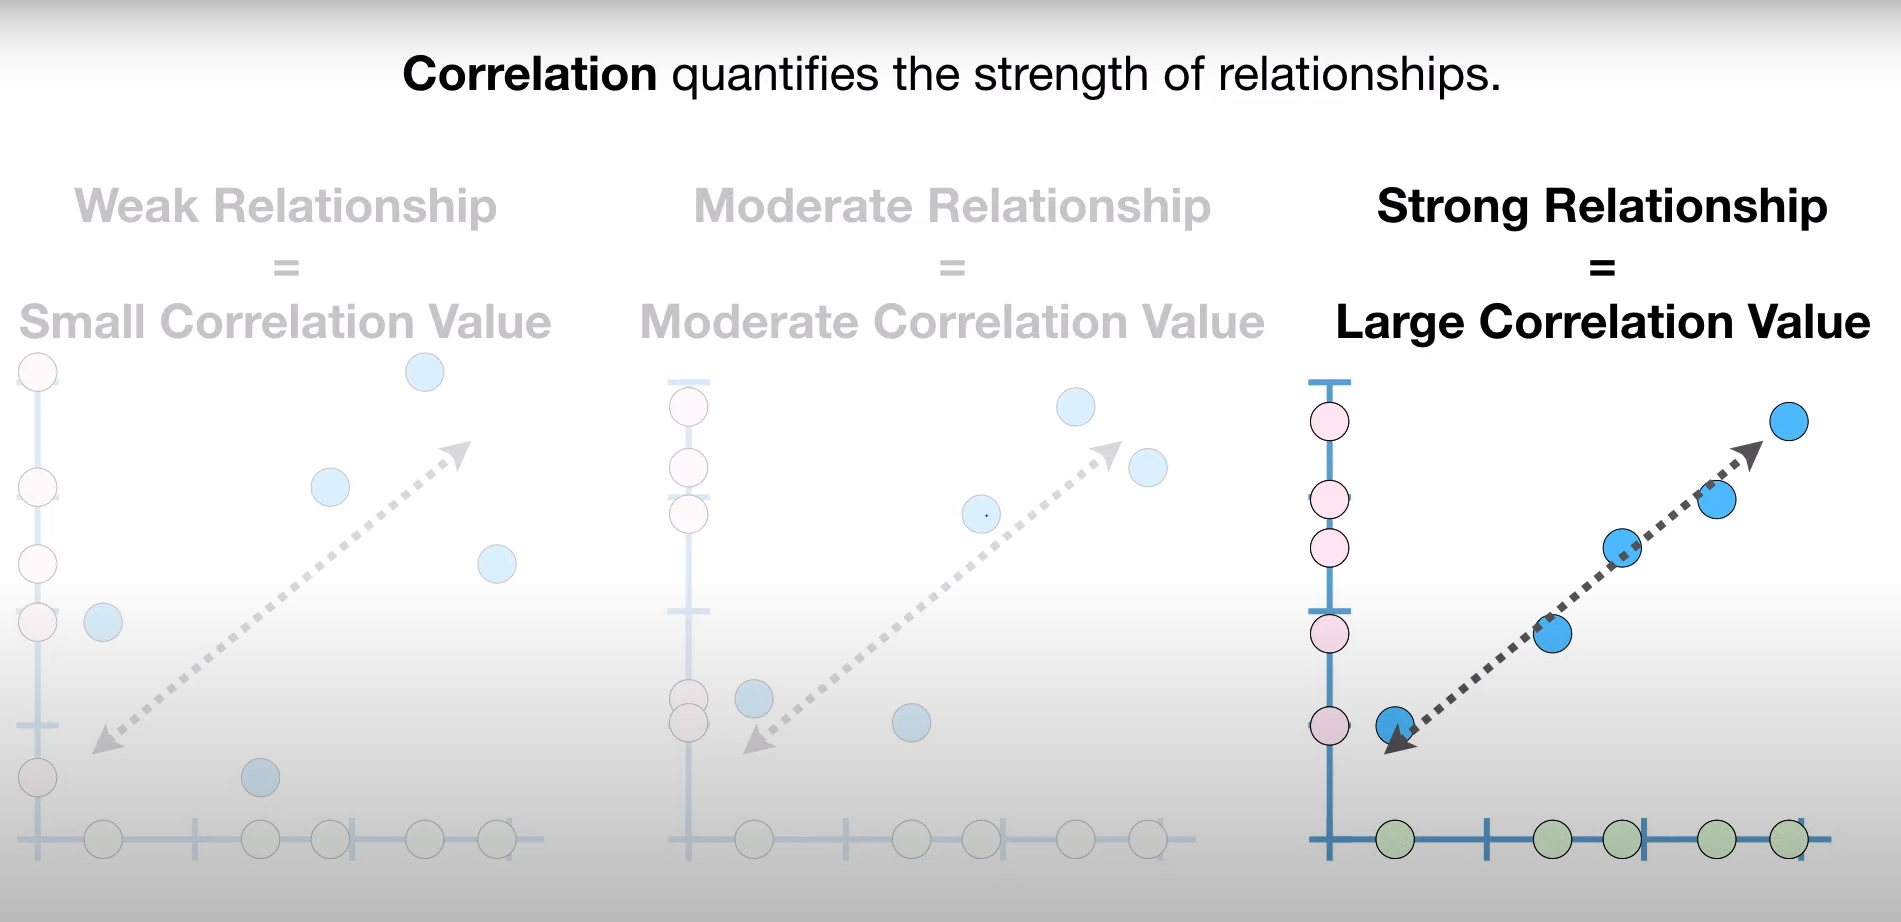 Correlation quantifies the strength of relationships.
Weak Relationship
=
Small Correlation Value
Moderate Relationship
=
Moderate Correlation Value
Strong Relationship
=
Large Correlation Value